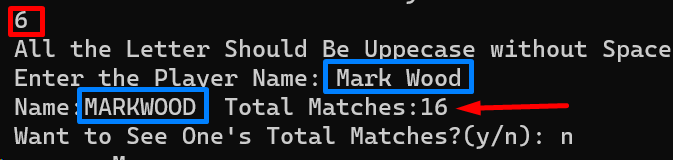 6
All the Letter Should Be Uppecase without Space
Enter the Player Name: Mark Wood
Name:MARKWOOD Total Matches:16
Want to See One's Total Matches?(y/n): n